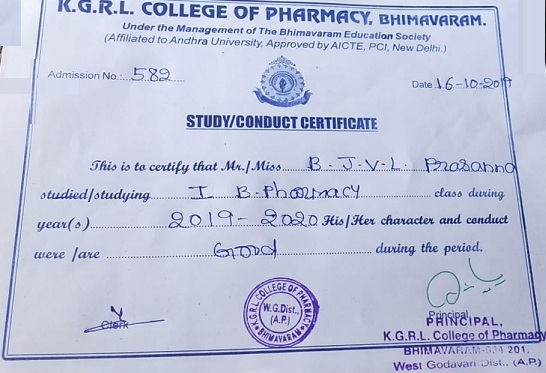 K.G.R.L. COLLEGE OF PHARMACY, BHIMAVARAM.
Under the Management of The Bhimavaram Education Society
(Affiliated to Andhra University, Approved by AICTE, PCI, New Delhi.)
Admission No.:....582......
Date 16-10-2019
STUDY/CONDUCT CERTIFICATE
This is to certify that Mr./Miss......B-J-V-L. Prasanna
studied/studying ........I B-Pharmacy........ class during
year(s) ........2019-2020 His/Her character and conduct
were /are ........Good........ during the period.
Clerk
K.G.R.L COLLEGE OF PHARMACY
W.G.Dist.,
(A.P.)
BHIMAVARAM
Principal
PRINCIPAL,
K.G.R.L. College of Pharmacy
BHIMAVARAM-534 201.
West Godavari Dist., (A.P.)